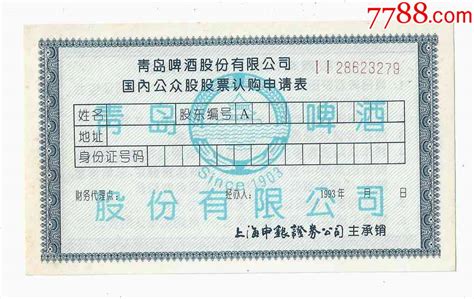 7788.com
青岛啤酒股份有限公司
国内公众股股票认购申请表
II28623279
姓名 股东编号 A
地址
身份证号码
青岛 啤酒
Since 1903
财务代理点: 经办人: 1993年 月 日
股份有限公司
上海申银證券公司 主承销